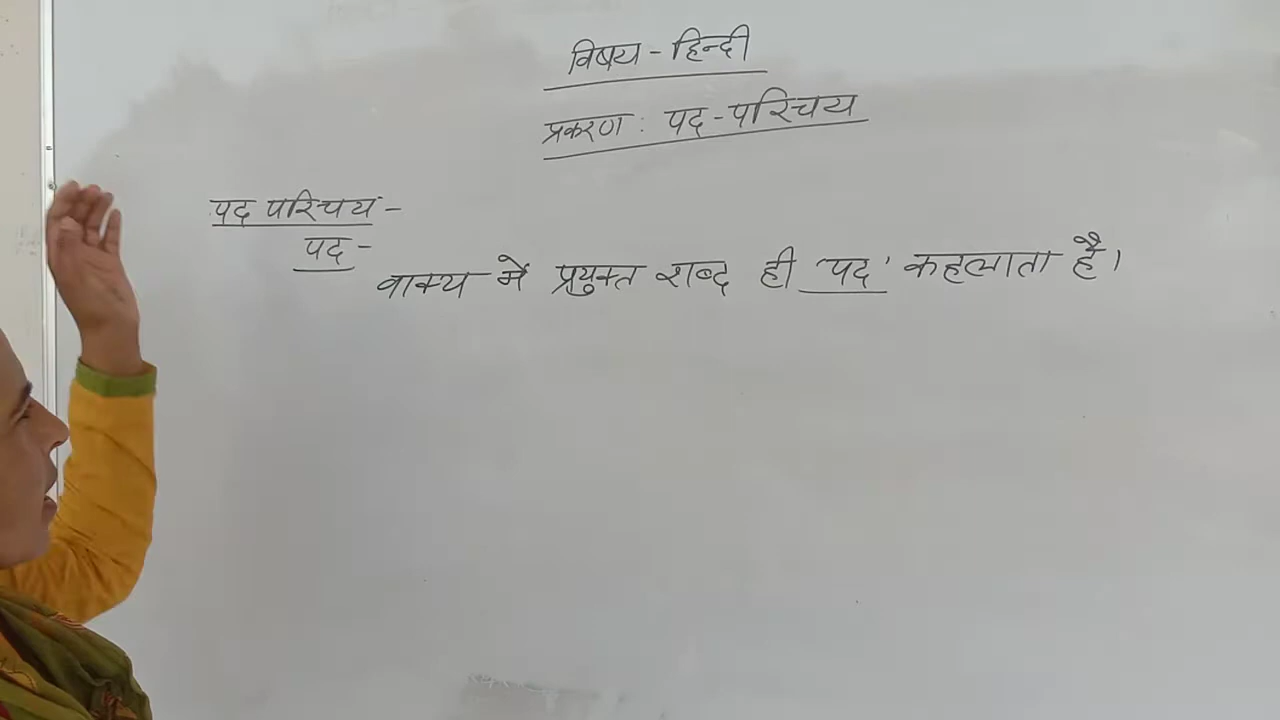 विषय - हिन्दी
प्रकरण : पद - परिचय
पद परिचय -
पद -
वाक्य में प्रयुक्त शब्द ही 'पद' कहलाता है।